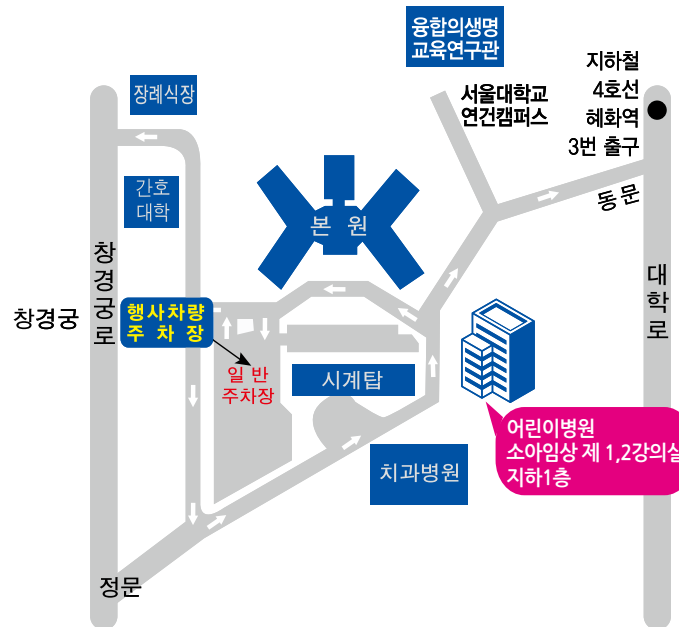 융합의생명
교육연구관
지하철
4호선
혜화역
3번 출구
서울대학교
연건캠퍼스
장례식장
간호
대학
동문
본 원
창경궁로
대학로
창경궁
행사차량
주 차 장
일 반
주차장
시계탑
어린이병원
소아임상 제 1,2강의실
지하1층
치과병원
정문